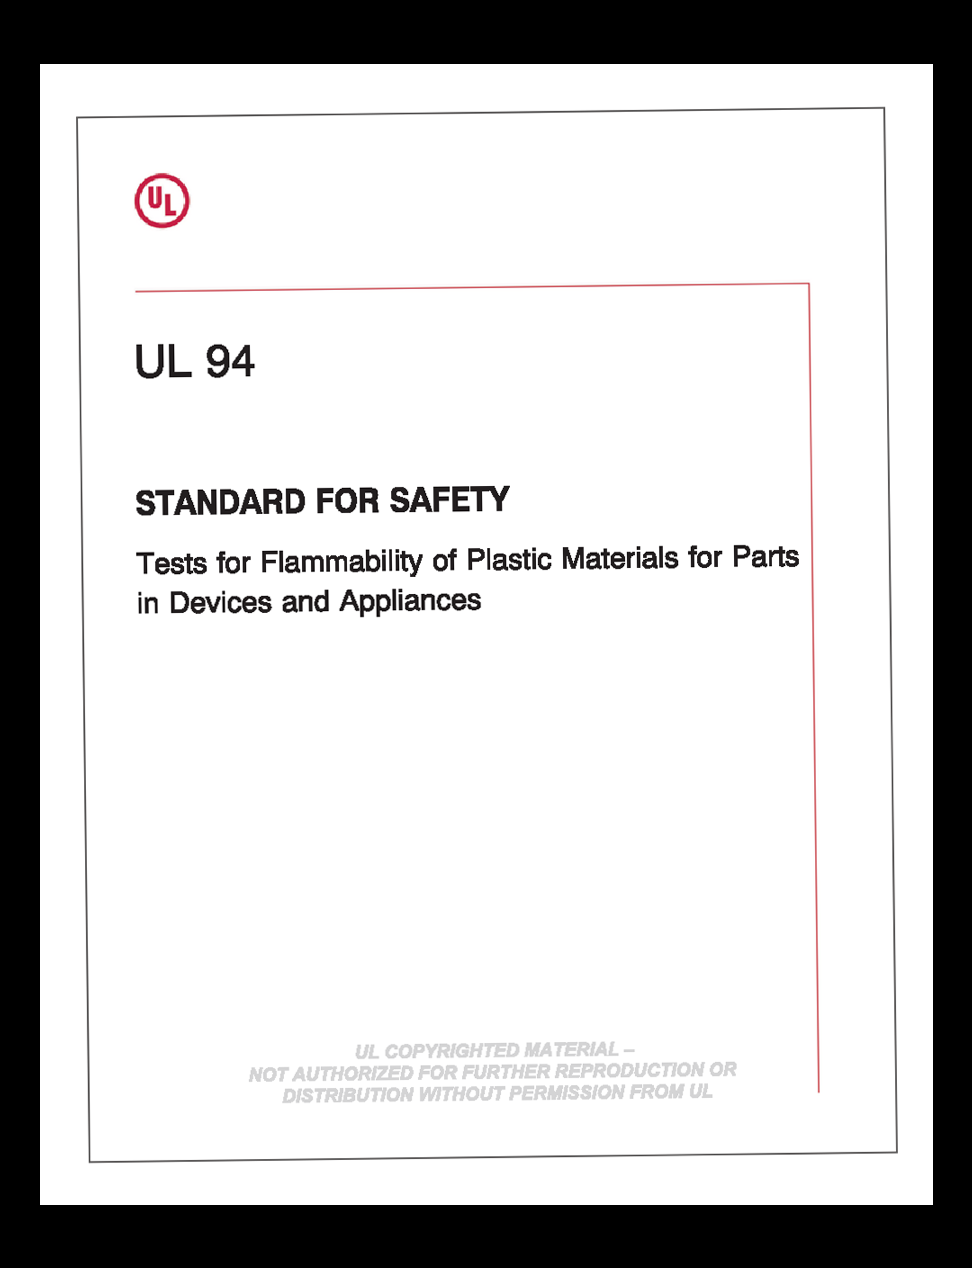 UL
UL 94
STANDARD FOR SAFETY
Tests for Flammability of Plastic Materials for Parts
in Devices and Appliances
UL COPYRIGHTED MATERIAL –
NOT AUTHORIZED FOR FURTHER REPRODUCTION OR
DISTRIBUTION WITHOUT PERMISSION FROM UL